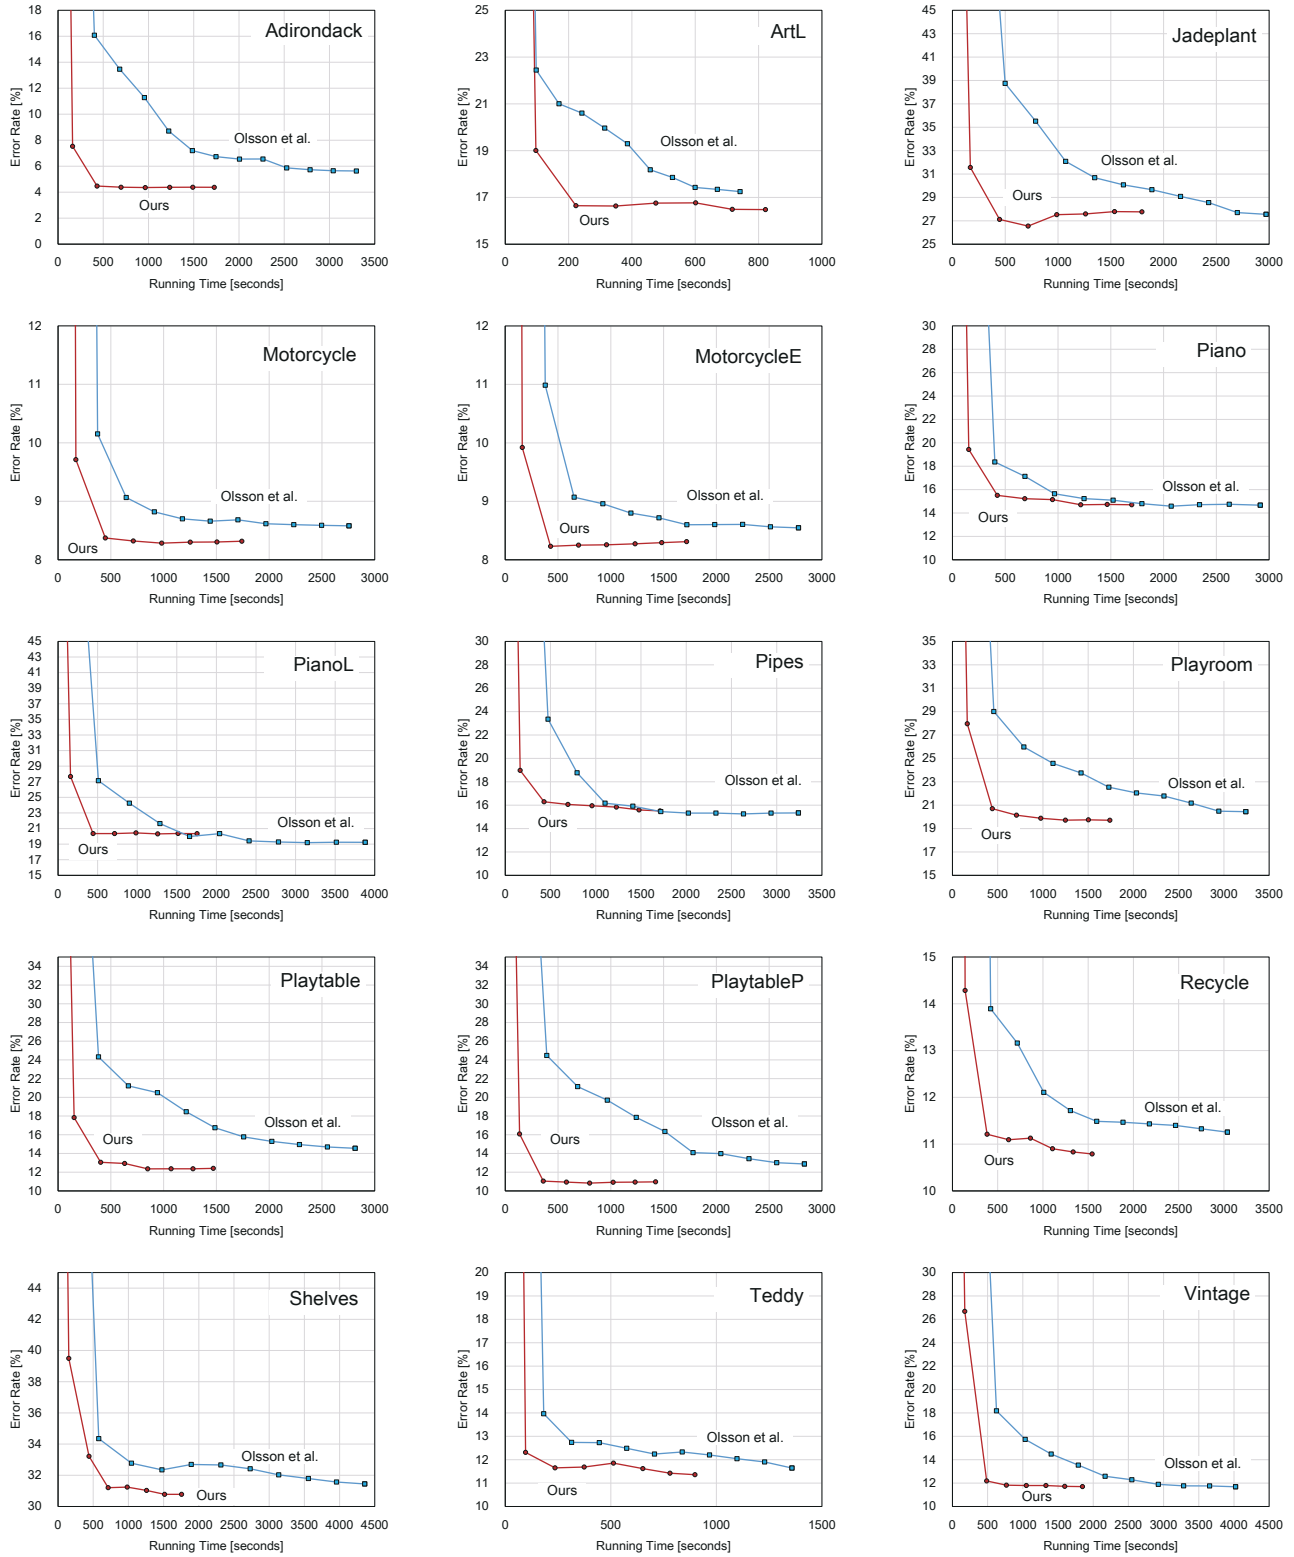 Adirondack
Error Rate [%]
18
16
14
12
10
8
6
4
2
0
Olsson et al.
Ours
0 500 1000 1500 2000 2500 3000 3500
Running Time [seconds]
ArtL
Error Rate [%]
25
23
21
19
17
15
Olsson et al.
Ours
0 200 400 600 800 1000
Running Time [seconds]
Jadeplant
Error Rate [%]
45
43
41
39
37
35
33
31
29
27
25
Olsson et al.
Ours
0 500 1000 1500 2000 2500 3000
Running Time [seconds]
Motorcycle
Error Rate [%]
12
11
10
9
8
Olsson et al.
Ours
0 500 1000 1500 2000 2500 3000
Running Time [seconds]
MotorcycleE
Error Rate [%]
12
11
10
9
8
Olsson et al.
Ours
0 500 1000 1500 2000 2500 3000
Running Time [seconds]
Piano
Error Rate [%]
30
28
26
24
22
20
18
16
14
12
10
Olsson et al.
Ours
0 500 1000 1500 2000 2500 3000
Running Time [seconds]
PianoL
Error Rate [%]
45
43
41
39
37
35
33
31
29
27
25
23
21
19
17
15
Olsson et al.
Ours
0 500 1000 1500 2000 2500 3000 3500 4000
Running Time [seconds]
Pipes
Error Rate [%]
30
28
26
24
22
20
18
16
14
12
10
Olsson et al.
Ours
0 500 1000 1500 2000 2500 3000 3500
Running Time [seconds]
Playroom
Error Rate [%]
35
33
31
29
27
25
23
21
19
17
15
Olsson et al.
Ours
0 500 1000 1500 2000 2500 3000 3500
Running Time [seconds]
Playtable
Error Rate [%]
34
32
30
28
26
24
22
20
18
16
14
12
10
Olsson et al.
Ours
0 500 1000 1500 2000 2500 3000
Running Time [seconds]
PlaytableP
Error Rate [%]
34
32
30
28
26
24
22
20
18
16
14
12
10
Olsson et al.
Ours
0 500 1000 1500 2000 2500 3000
Running Time [seconds]
Recycle
Error Rate [%]
15
14
13
12
11
10
Olsson et al.
Ours
0 500 1000 1500 2000 2500 3000 3500
Running Time [seconds]
Shelves
Error Rate [%]
44
42
40
38
36
34
32
30
Olsson et al.
Ours
0 500 1000 1500 2000 2500 3000 3500 4000 4500
Running Time [seconds]
Teddy
Error Rate [%]
20
19
18
17
16
15
14
13
12
11
10
Olsson et al.
Ours
0 500 1000 1500
Running Time [seconds]
Vintage
Error Rate [%]
30
28
26
24
22
20
18
16
14
12
10
Olsson et al.
Ours
0 500 1000 1500 2000 2500 3000 3500 4000 4500
Running Time [seconds]